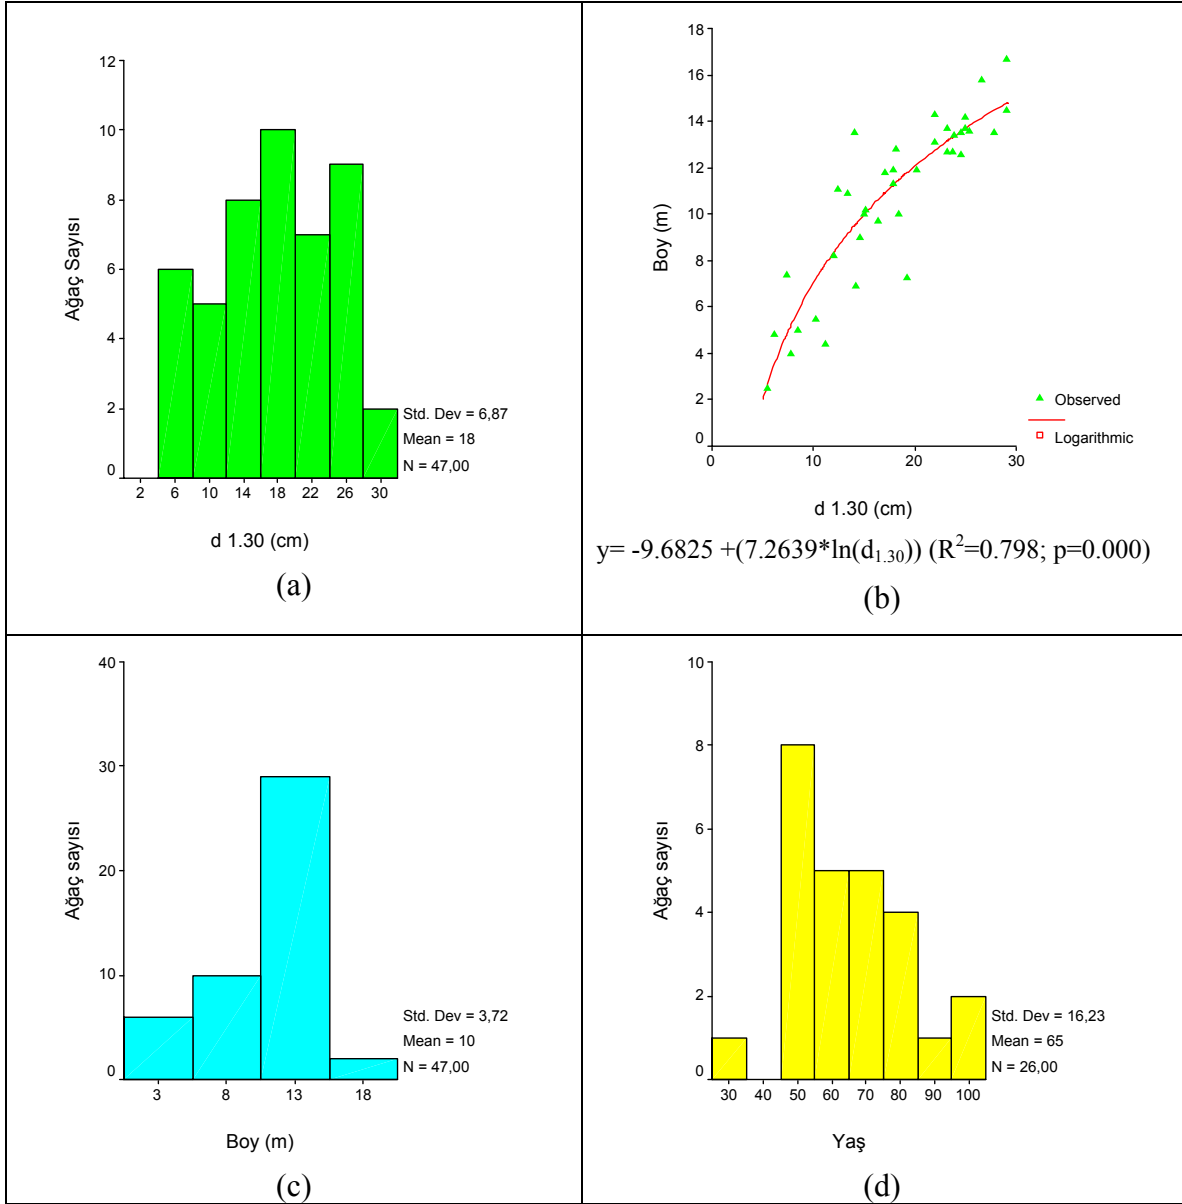 12
10
8
6
4
2
0
Ağaç Sayısı
2 6 10 14 18 22 26 30
d 1.30 (cm)
Std. Dev = 6,87
Mean = 18
N = 47,00
(a)
18
16
14
12
10
8
6
4
2
0
Boy (m)
0 10 20 30
d 1.30 (cm)
Observed
Logarithmic
y= -9.6825 +(7.2639*ln(d1.30)) (R²=0.798; p=0.000)
(b)
40
30
20
10
0
Ağaç sayısı
3 8 13 18
Boy (m)
Std. Dev = 3,72
Mean = 10
N = 47,00
(c)
10
8
6
4
2
0
Ağaç sayısı
30 40 50 60 70 80 90 100
Yaş
Std. Dev = 16,23
Mean = 65
N = 26,00
(d)